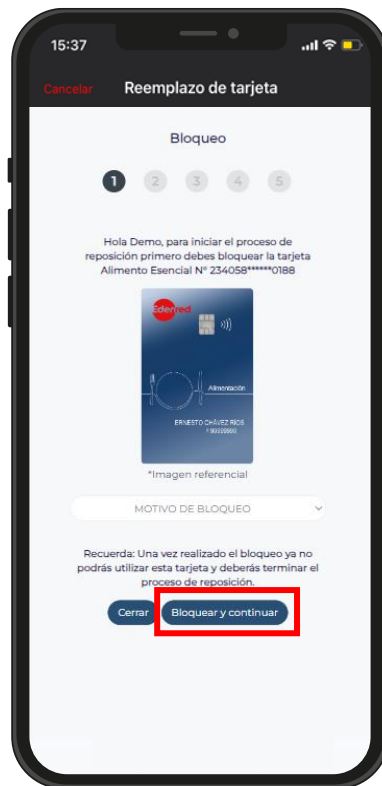 15:37
Cancelar Reemplazo de tarjeta
Bloqueo
1 2 3 4 5
Hola Demo, para iniciar el proceso de
reposición primero debes bloquear la tarjeta
Alimento Esencial N° 234058******0188
Edenred
Alimentación
ERNESTO CHÁVEZ RÍOS
*Imagen referencial
MOTIVO DE BLOQUEO
Recuerda: Una vez realizado el bloqueo ya no
podrás utilizar esta tarjeta y deberás terminar el
proceso de reposición.
Cerrar Bloquear y continuar